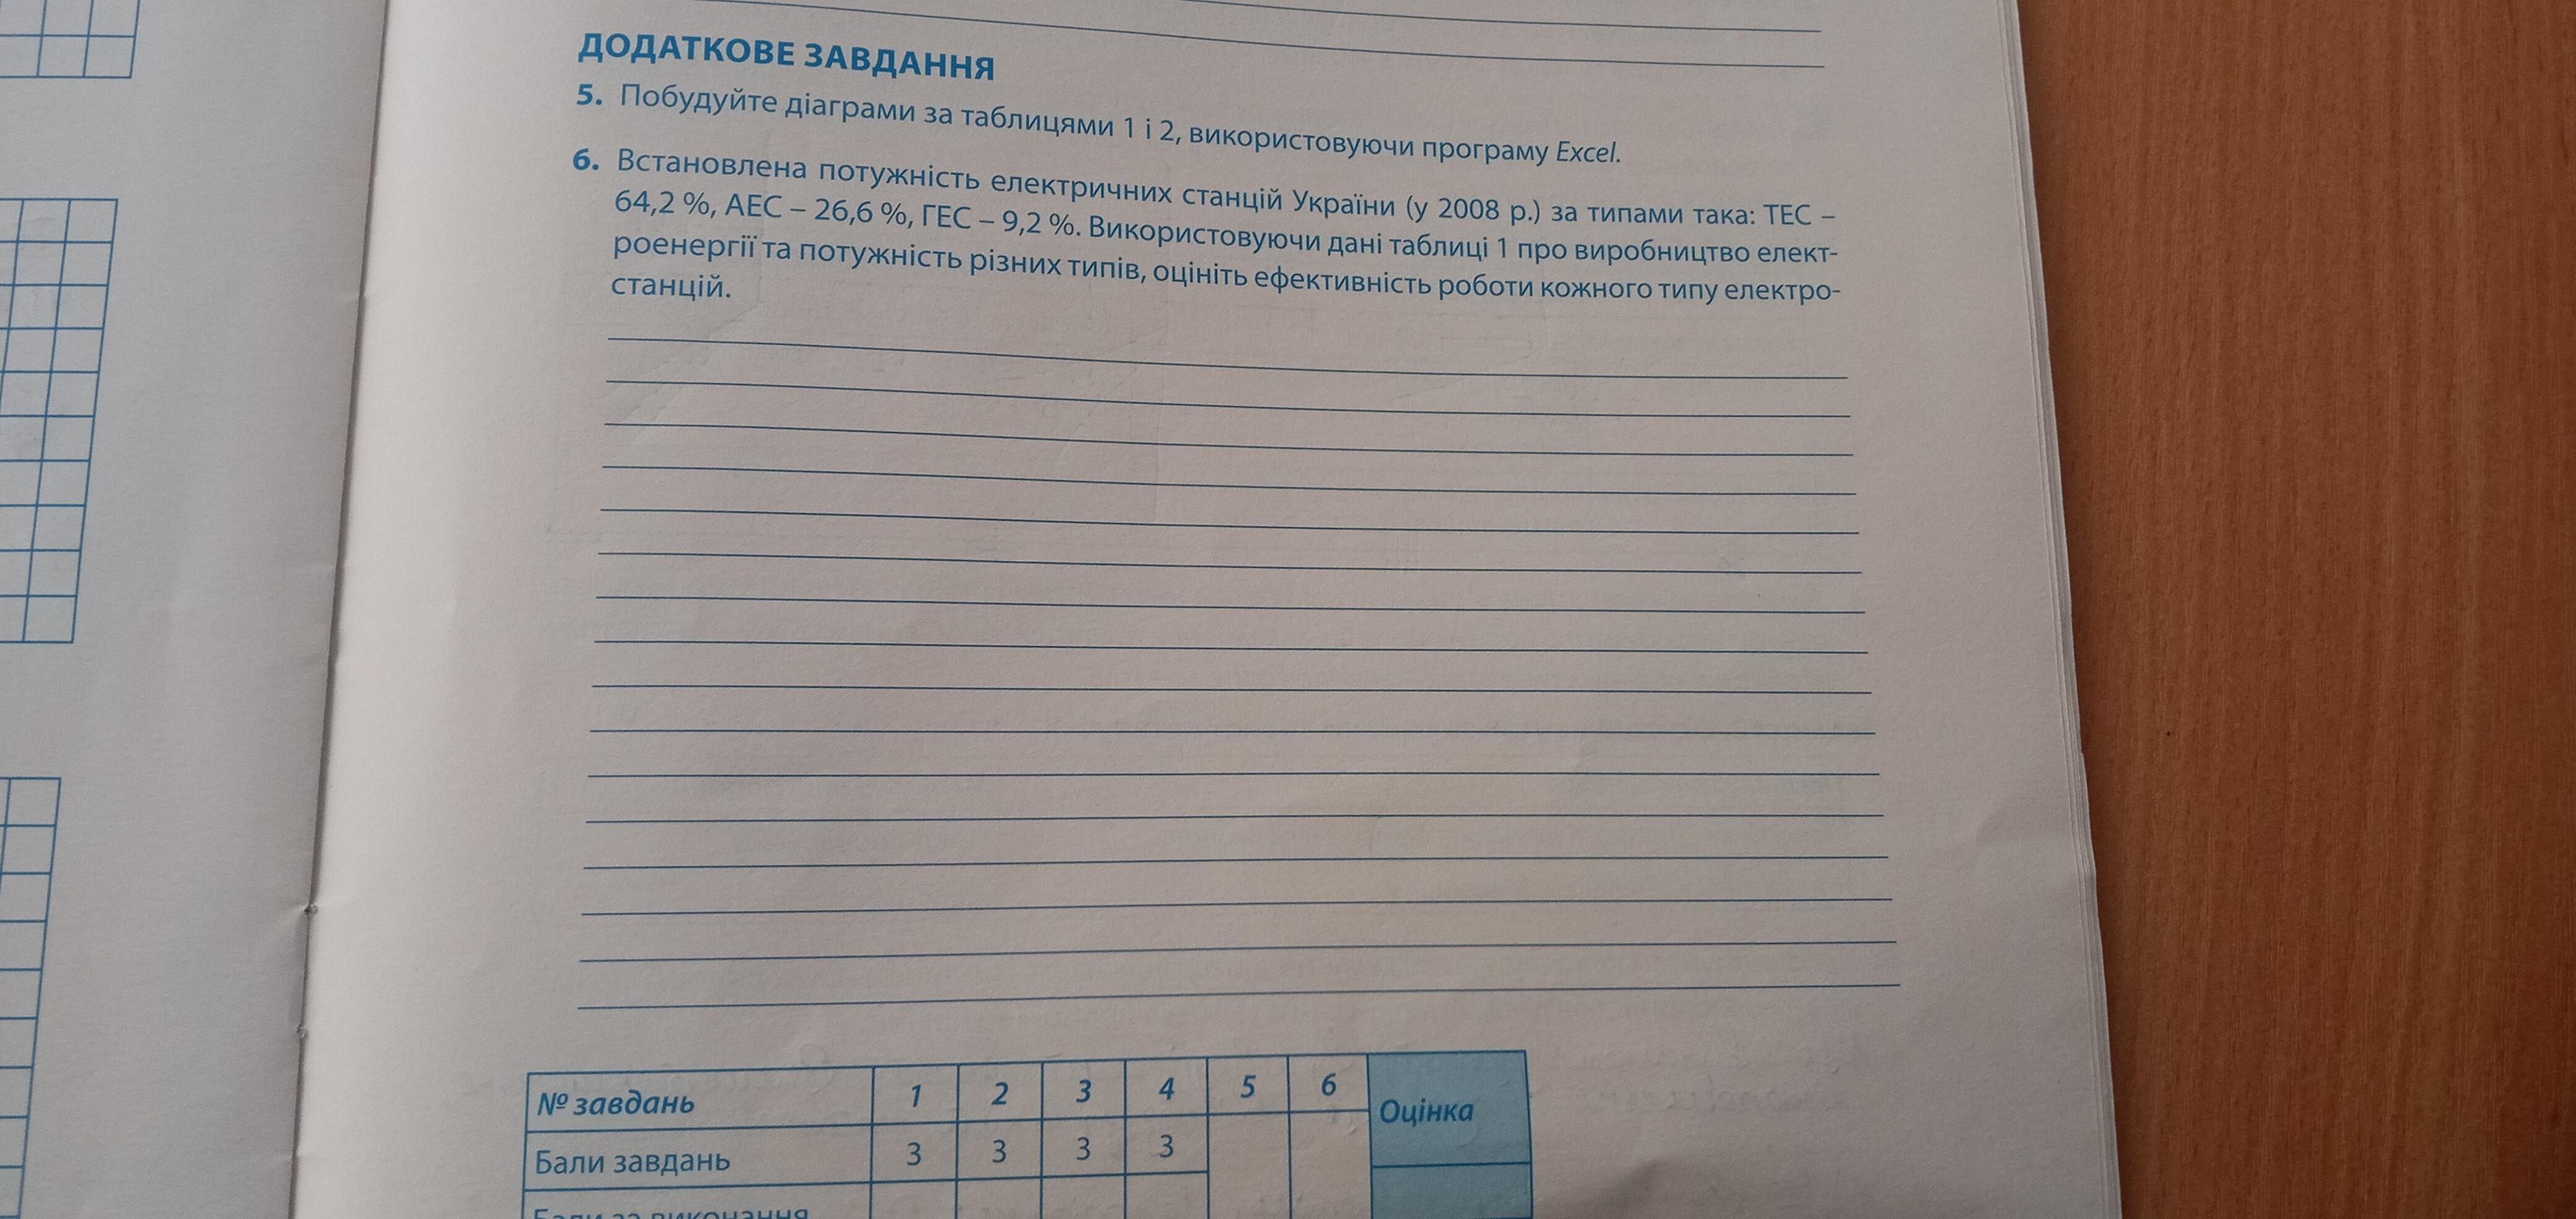 ДОДАТКОВЕ ЗАВДАННЯ
5. Побудуйте діаграми за таблицями 1 і 2, використовуючи програму Excel.
6. Встановлена потужність електричних станцій України (у 2008 р.) за типами така: ТЕС –
64,2 %, АЕС – 26,6 %, ГЕС – 9,2 %. Використовуючи дані таблиці 1 про виробництво елект-
роенергії та потужність різних типів, оцініть ефективність роботи кожного типу електро-
станцій.
№ завдань 1 2 3 4 5 6 Оцінка
Бали завдань 3 3 3 3
Бали за виконання